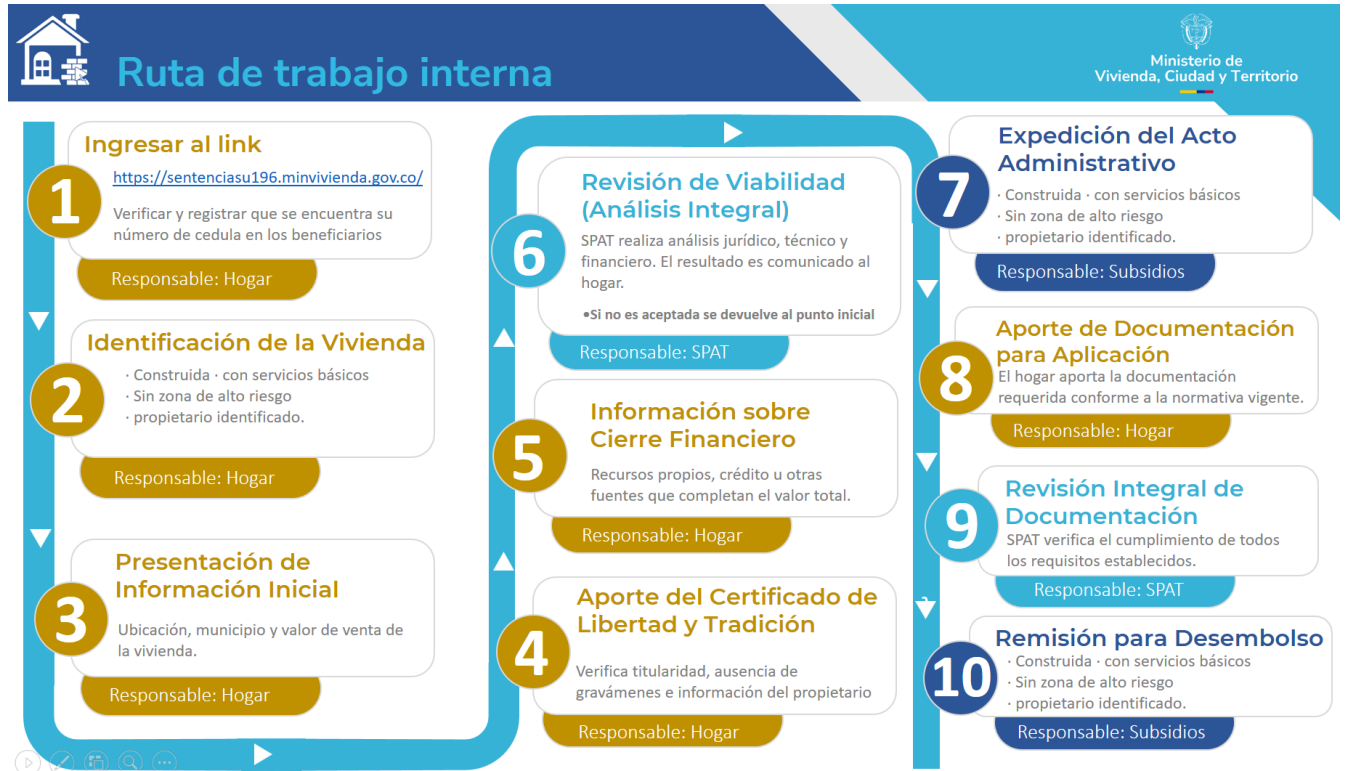 Ruta de trabajo interna
Ministerio de
Vivienda, Ciudad y Territorio
1
Ingresar al link
https://sentenciasu196.minvivienda.gov.co/
Verificar y registrar que se encuentra su
número de cedula en los beneficiarios
Responsable: Hogar
2
Identificación de la Vivienda
· Construida · con servicios básicos
· Sin zona de alto riesgo
· propietario identificado.
Responsable: Hogar
3
Presentación de
Información Inicial
Ubicación, municipio y valor de venta de
la vivienda.
Responsable: Hogar
4
Aporte del Certificado de
Libertad y Tradición
Verifica titularidad, ausencia de
gravámenes e información del propietario
Responsable: Hogar
5
Información sobre
Cierre Financiero
Recursos propios, crédito u otras
fuentes que completan el valor total.
Responsable: Hogar
6
Revisión de Viabilidad
(Análisis Integral)
SPAT realiza análisis jurídico, técnico y
financiero. El resultado es comunicado al
hogar.
•Si no es aceptada se devuelve al punto inicial
Responsable: SPAT
7
Expedición del Acto
Administrativo
· Construida · con servicios básicos
· Sin zona de alto riesgo
· propietario identificado.
Responsable: Subsidios
8
Aporte de Documentación
para Aplicación
El hogar aporta la documentación
requerida conforme a la normativa vigente.
Responsable: Hogar
9
Revisión Integral de
Documentación
SPAT verifica el cumplimiento de todos
los requisitos establecidos.
Responsable: SPAT
10
Remisión para Desembolso
· Construida · con servicios básicos
· Sin zona de alto riesgo
· propietario identificado.
Responsable: Subsidios